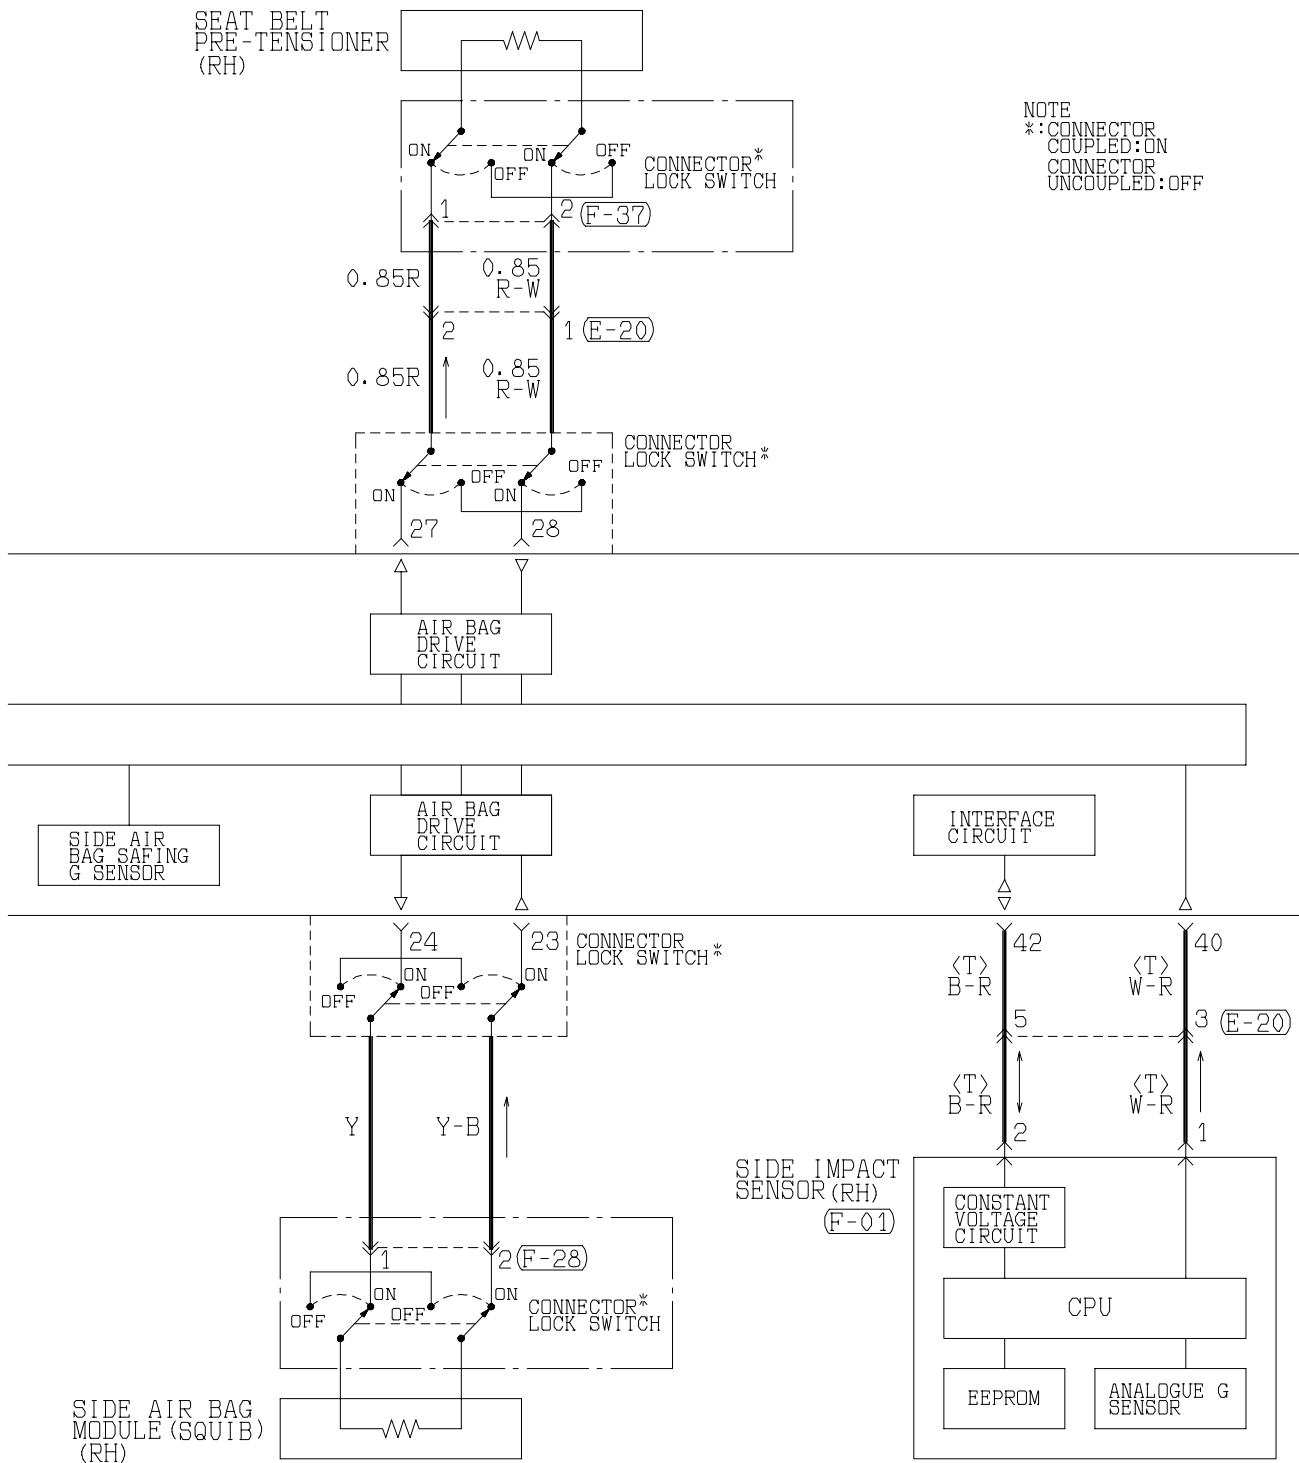 SEAT BELT
PRE-TENSIONER
(RH)
NOTE
*:CONNECTOR
COUPLED:ON
CONNECTOR
UNCOUPLED:OFF
ON
OFF
ON
OFF
CONNECTOR*
LOCK SWITCH
1
2
F-37
0.85R
0.85
R-W
2
1
E-20
0.85R
0.85
R-W
CONNECTOR
LOCK SWITCH*
ON
OFF
ON
OFF
27
28
AIR BAG
DRIVE
CIRCUIT
SIDE AIR
BAG SAFING
G SENSOR
AIR BAG
DRIVE
CIRCUIT
INTERFACE
CIRCUIT
24
23
CONNECTOR
LOCK SWITCH*
OFF
ON
OFF
ON
42
40
<T>
B-R
<T>
W-R
5
3
E-20
<T>
B-R
<T>
W-R
2
1
Y
Y-B
SIDE IMPACT
SENSOR(RH)
F-01
CONSTANT
VOLTAGE
CIRCUIT
CPU
EEPROM
ANALOGUE G
SENSOR
1
2
F-28
OFF
ON
OFF
ON
CONNECTOR*
LOCK SWITCH
SIDE AIR BAG
MODULE(SQUIB)
(RH)